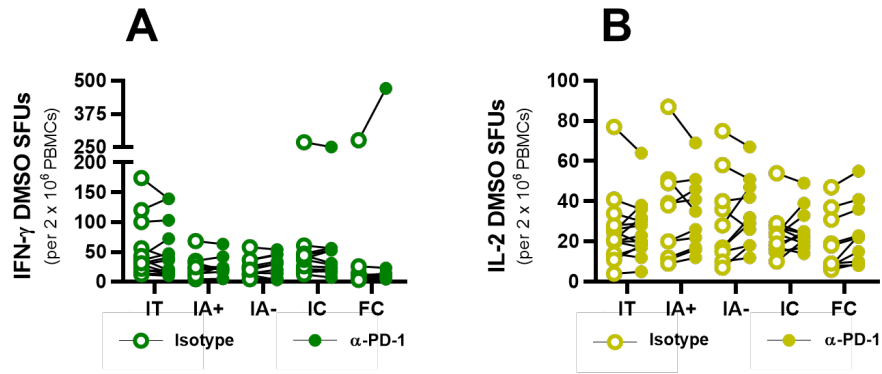 A
IFN-γ DMSO SFUs
(per 2 x 10⁶ PBMCs)
500
375
250
200
150
100
50
0
IT IA+ IA- IC FC
Isotype α-PD-1
B
IL-2 DMSO SFUs
(per 2 x 10⁶ PBMCs)
100
80
60
40
20
0
IT IA+ IA- IC FC
Isotype α-PD-1